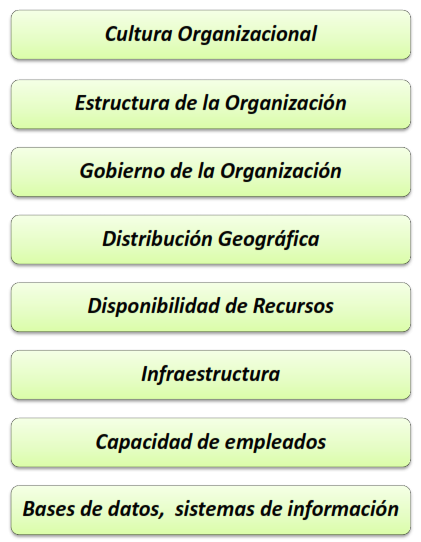 Cultura Organizacional
Estructura de la Organización
Gobierno de la Organización
Distribución Geográfica
Disponibilidad de Recursos
Infraestructura
Capacidad de empleados
Bases de datos, sistemas de información